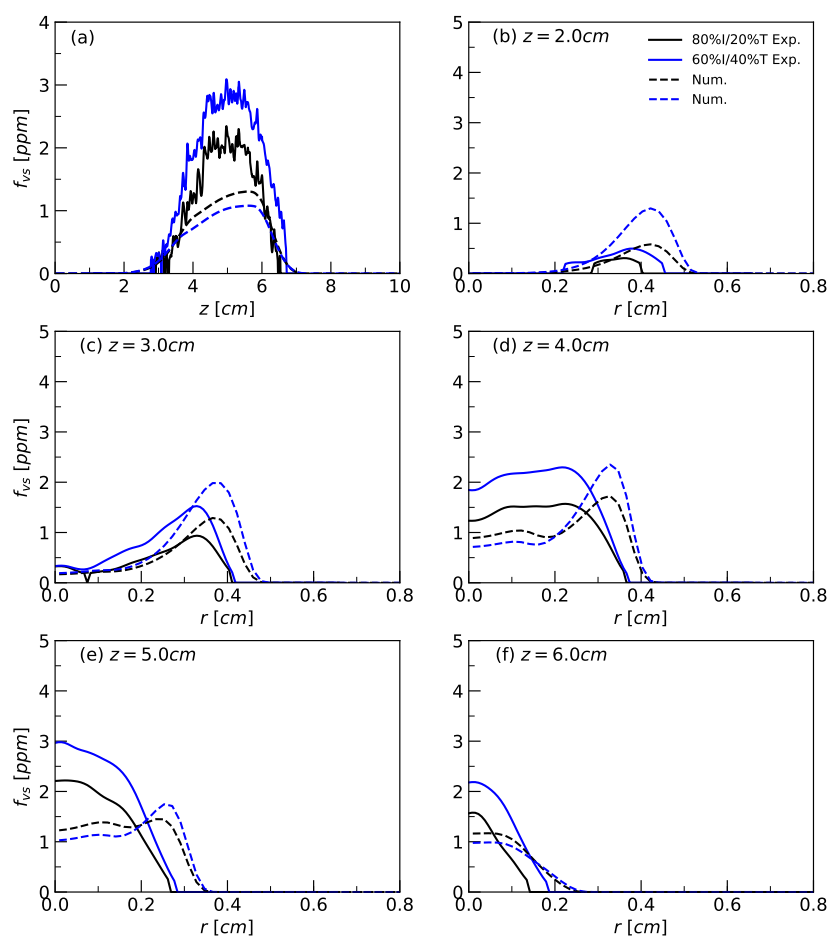 (a)
f_vs [ppm]
4
3
2
1
0
0 2 4 6 8 10
z [cm]
(b) z = 2.0cm
80%I/20%T Exp.
60%I/40%T Exp.
Num.
Num.
5
4
3
2
1
0
0.0 0.2 0.4 0.6 0.8
r [cm]
(c) z = 3.0cm
f_vs [ppm]
5
4
3
2
1
0
0.0 0.2 0.4 0.6 0.8
r [cm]
(d) z = 4.0cm
5
4
3
2
1
0
0.0 0.2 0.4 0.6 0.8
r [cm]
(e) z = 5.0cm
f_vs [ppm]
5
4
3
2
1
0
0.0 0.2 0.4 0.6 0.8
r [cm]
(f) z = 6.0cm
5
4
3
2
1
0
0.0 0.2 0.4 0.6 0.8
r [cm]